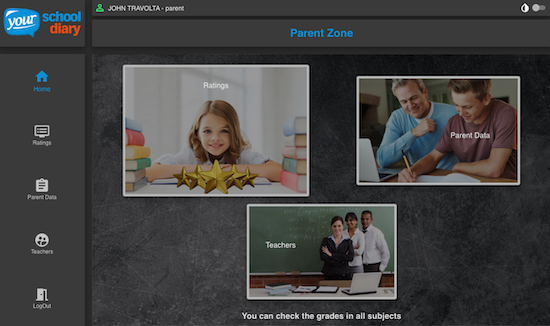 your
school
diary
JOHN TRAVOLTA - parent
Parent Zone
Home
Ratings
Parent Data
Teachers
LogOut
Ratings
Parent Data
Teachers
You can check the grades in all subjects